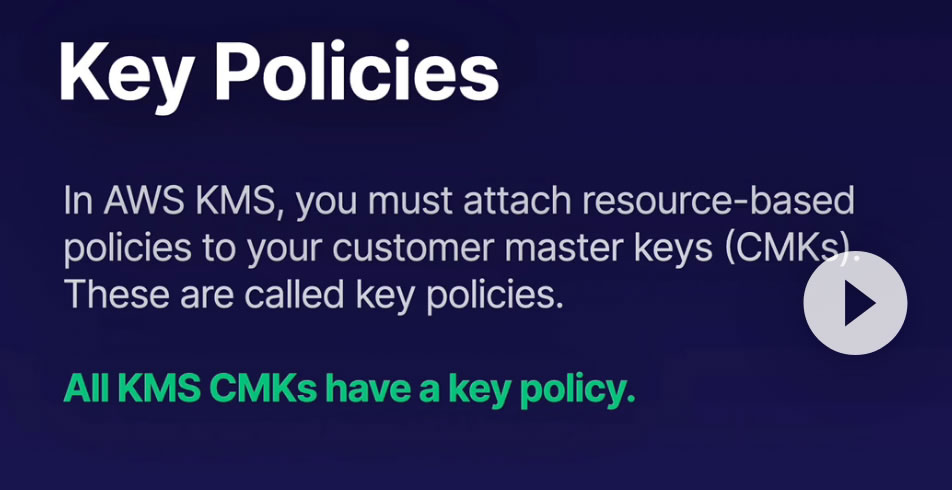 Key Policies
In AWS KMS, you must attach resource-based
policies to your customer master keys (CMKs).
These are called key policies.
All KMS CMKs have a key policy.